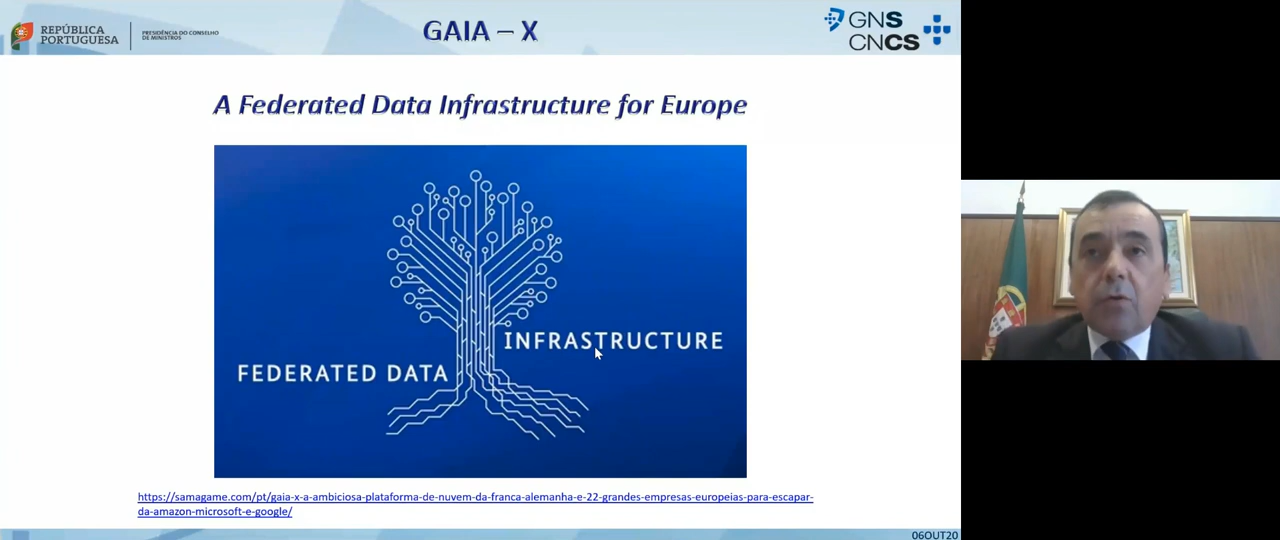 REPÚBLICA
PORTUGUESA
PRESIDÊNCIA DO CONSELHO
DE MINISTROS
GAIA – X
GNS
CNCS
A Federated Data Infrastructure for Europe
INFRASTRUCTURE
FEDERATED DATA
https://samagame.com/pt/gaia-x-a-ambiciosa-plataforma-de-nuvem-da-franca-alemanha-e-22-grandes-empresas-europeias-para-escapar-
da-amazon-microsoft-e-google/
06OUT20